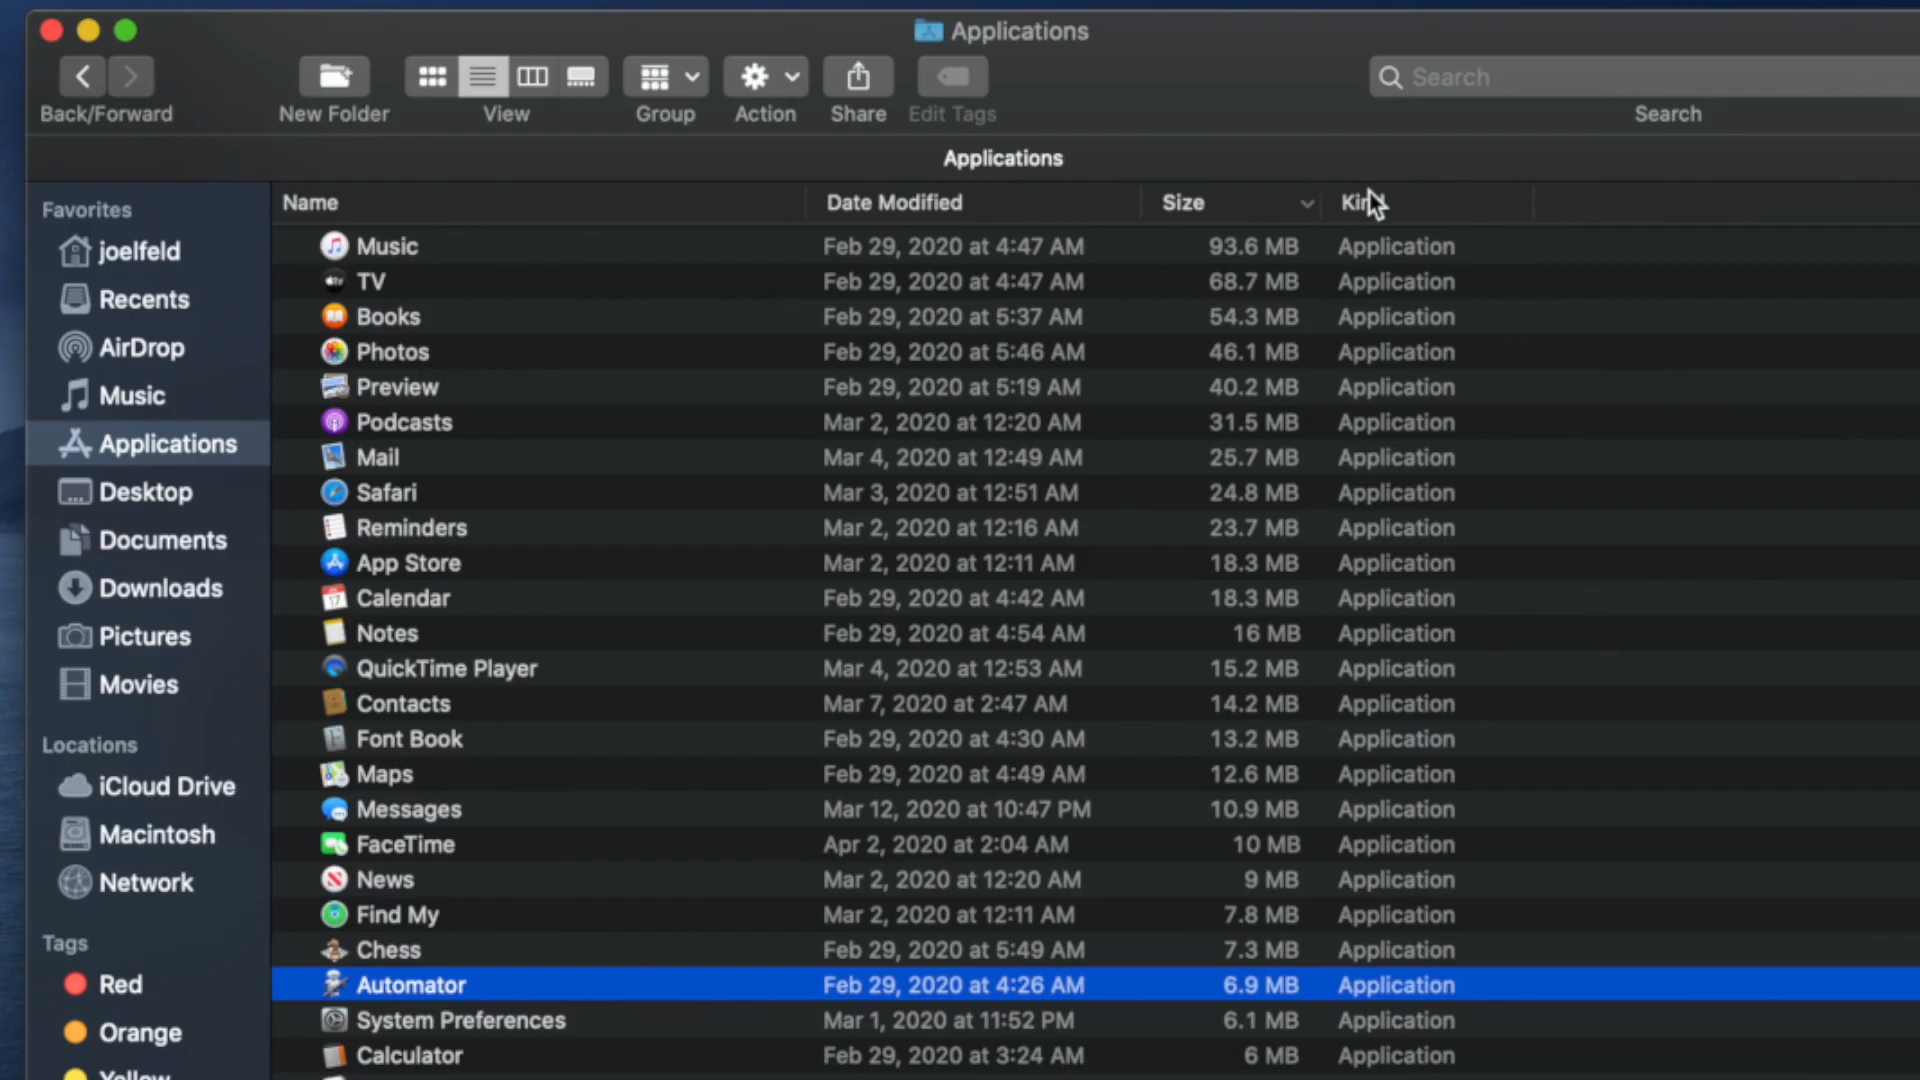 Applications
Back/Forward
New Folder
View
Group
Action
Share
Edit Tags
Search
Search
Applications
Favorites
joelfeld
Recents
AirDrop
Music
Applications
Desktop
Documents
Downloads
Pictures
Movies
Locations
iCloud Drive
Macintosh
Network
Tags
Red
Orange
Yellow
Name Date Modified Size Kind
Music Feb 29, 2020 at 4:47 AM 93.6 MB Application
TV Feb 29, 2020 at 4:47 AM 68.7 MB Application
Books Feb 29, 2020 at 5:37 AM 54.3 MB Application
Photos Feb 29, 2020 at 5:46 AM 46.1 MB Application
Preview Feb 29, 2020 at 5:19 AM 40.2 MB Application
Podcasts Mar 2, 2020 at 12:20 AM 31.5 MB Application
Mail Mar 4, 2020 at 12:49 AM 25.7 MB Application
Safari Mar 3, 2020 at 12:51 AM 24.8 MB Application
Reminders Mar 2, 2020 at 12:16 AM 23.7 MB Application
App Store Mar 2, 2020 at 12:11 AM 18.3 MB Application
Calendar Feb 29, 2020 at 4:42 AM 18.3 MB Application
Notes Feb 29, 2020 at 4:54 AM 16 MB Application
QuickTime Player Mar 4, 2020 at 12:53 AM 15.2 MB Application
Contacts Mar 7, 2020 at 2:47 AM 14.2 MB Application
Font Book Feb 29, 2020 at 4:30 AM 13.2 MB Application
Maps Feb 29, 2020 at 4:49 AM 12.6 MB Application
Messages Mar 12, 2020 at 10:47 PM 10.9 MB Application
FaceTime Apr 2, 2020 at 2:04 AM 10 MB Application
News Mar 2, 2020 at 12:20 AM 9 MB Application
Find My Mar 2, 2020 at 12:11 AM 7.8 MB Application
Chess Feb 29, 2020 at 5:49 AM 7.3 MB Application
Automator Feb 29, 2020 at 4:26 AM 6.9 MB Application
System Preferences Mar 1, 2020 at 11:52 PM 6.1 MB Application
Calculator Feb 29, 2020 at 3:24 AM 6 MB Application